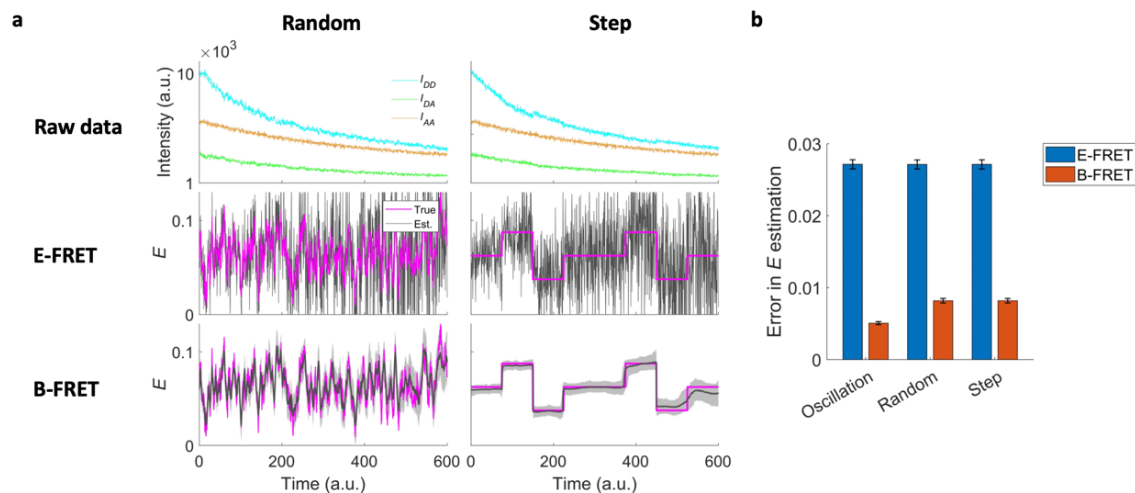 a
Random
Step
b
Raw data
Intensity (a.u.)
×10³
10
1
I_DD
I_DA
I_AA
E-FRET
E
0.1
0
True
Est.
B-FRET
E
0.1
0
0
200
400
600
0
200
400
600
Time (a.u.)
Time (a.u.)
E-FRET
B-FRET
Error in E estimation
0.03
0.02
0.01
0
Oscillation
Random
Step